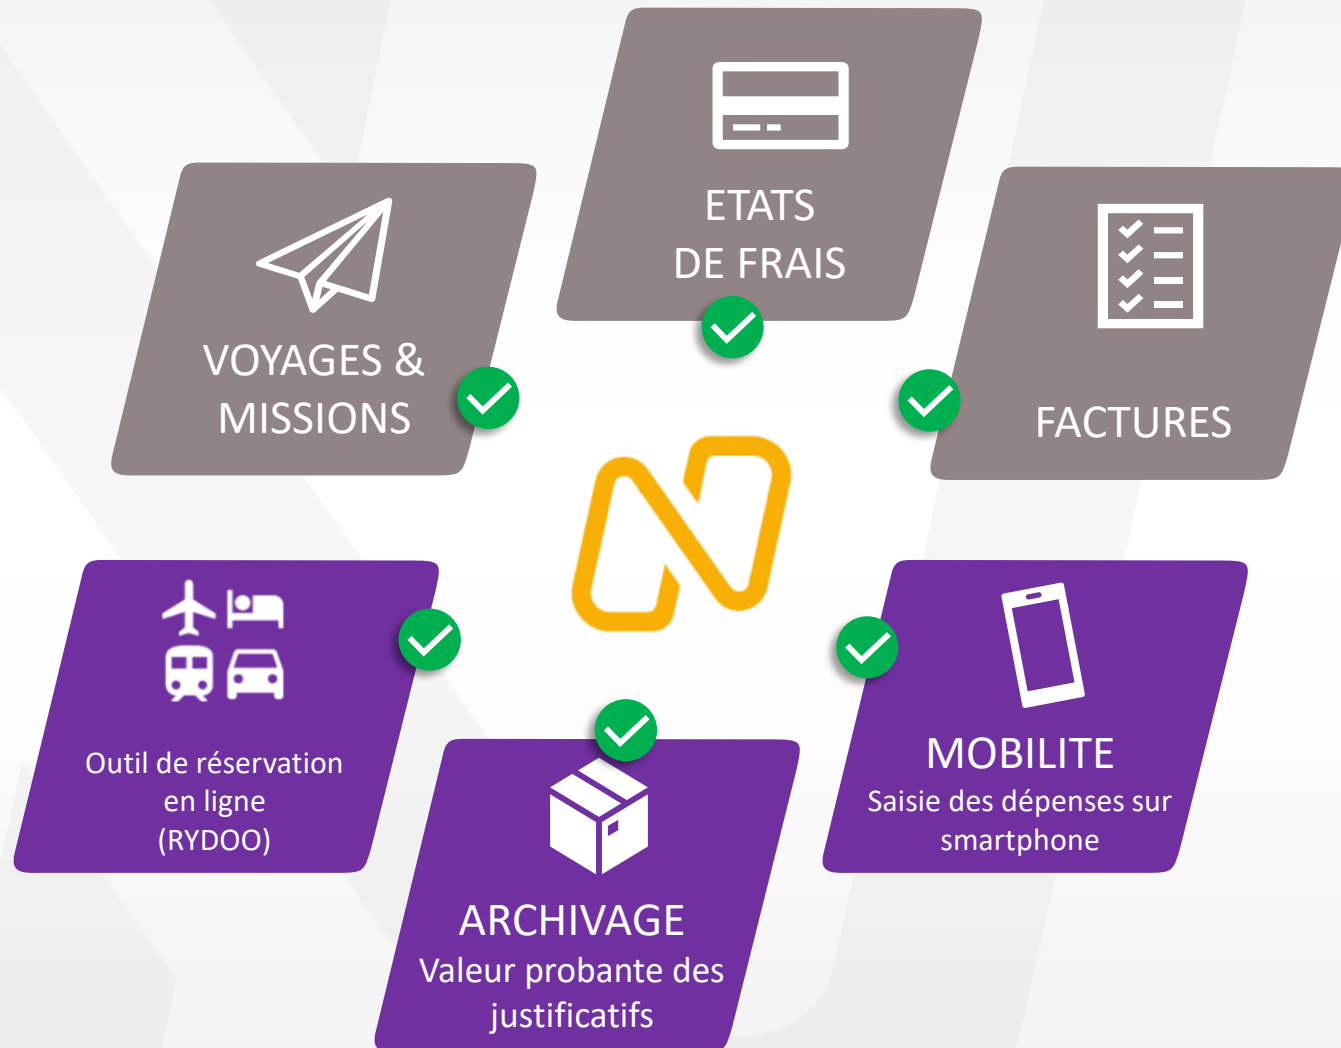 ETATS
DE FRAIS
VOYAGES &
MISSIONS
FACTURES
Outil de réservation
en ligne
(RYDOO)
MOBILITE
Saisie des dépenses sur
smartphone
ARCHIVAGE
Valeur probante des
justificatifs